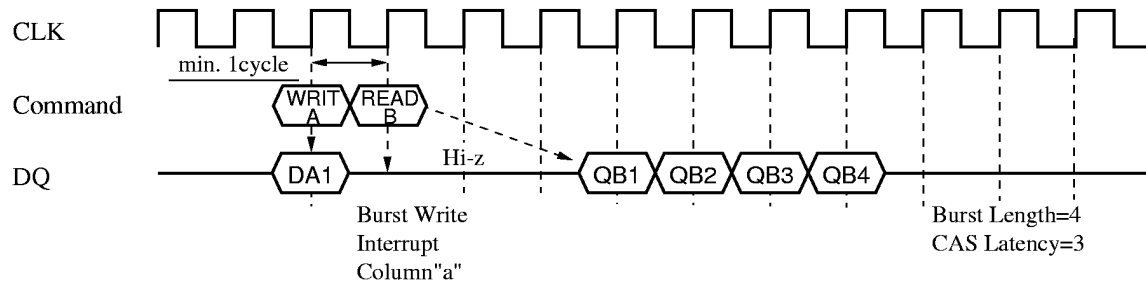 CLK
min. 1cycle
Command
WRIT
A
READ
B
DQ
DA1
Hi-z
QB1
QB2
QB3
QB4
Burst Write
Interrupt
Column"a"
Burst Length=4
CAS Latency=3